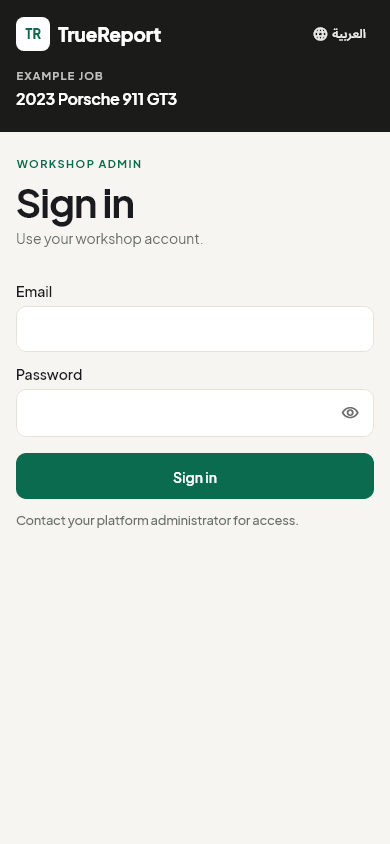 TR TrueReport
العربية
EXAMPLE JOB
2023 Porsche 911 GT3
WORKSHOP ADMIN
Sign in
Use your workshop account.
Email
Password
Sign in
Contact your platform administrator for access.